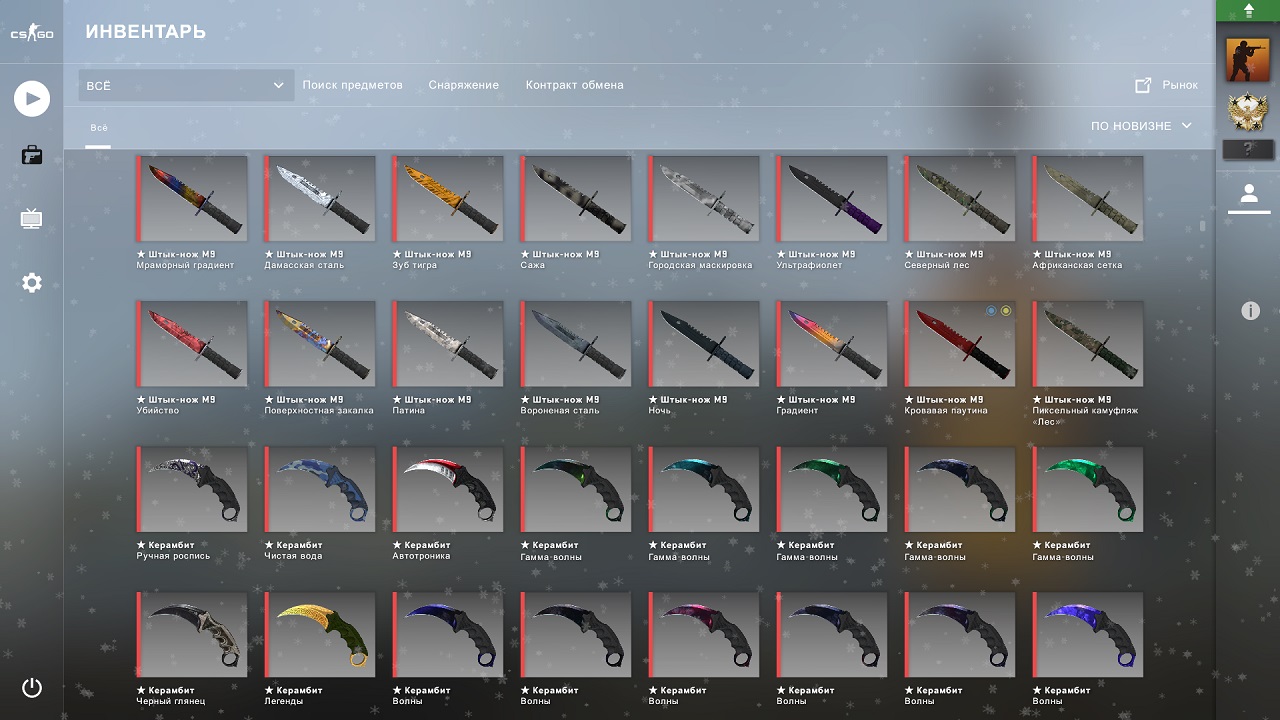 CS GO
ИНВЕНТАРЬ
ВСЁ
Поиск предметов
Снаряжение
Контракт обмена
Рынок
Всё
ПО НОВИЗНЕ
?
★ Штык-нож M9
Мраморный градиент
★ Штык-нож M9
Дамасская сталь
★ Штык-нож M9
Зуб тигра
★ Штык-нож M9
Сажа
★ Штык-нож M9
Городская маскировка
★ Штык-нож M9
Ультрафиолет
★ Штык-нож M9
Северный лес
★ Штык-нож M9
Африканская сетка
★ Штык-нож M9
Убийство
★ Штык-нож M9
Поверхностная закалка
★ Штык-нож M9
Патина
★ Штык-нож M9
Вороненая сталь
★ Штык-нож M9
Ночь
★ Штык-нож M9
Градиент
★ Штык-нож M9
Кровавая паутина
★ Штык-нож M9
Пиксельный камуфляж
«Лес»
★ Керамбит
Ручная роспись
★ Керамбит
Чистая вода
★ Керамбит
Автотроника
★ Керамбит
Гамма-волны
★ Керамбит
Гамма-волны
★ Керамбит
Гамма-волны
★ Керамбит
Гамма-волны
★ Керамбит
Гамма-волны
★ Керамбит
Черный глянец
★ Керамбит
Легенды
★ Керамбит
Волны
★ Керамбит
Волны
★ Керамбит
Волны
★ Керамбит
Волны
★ Керамбит
Волны
★ Керамбит
Волны